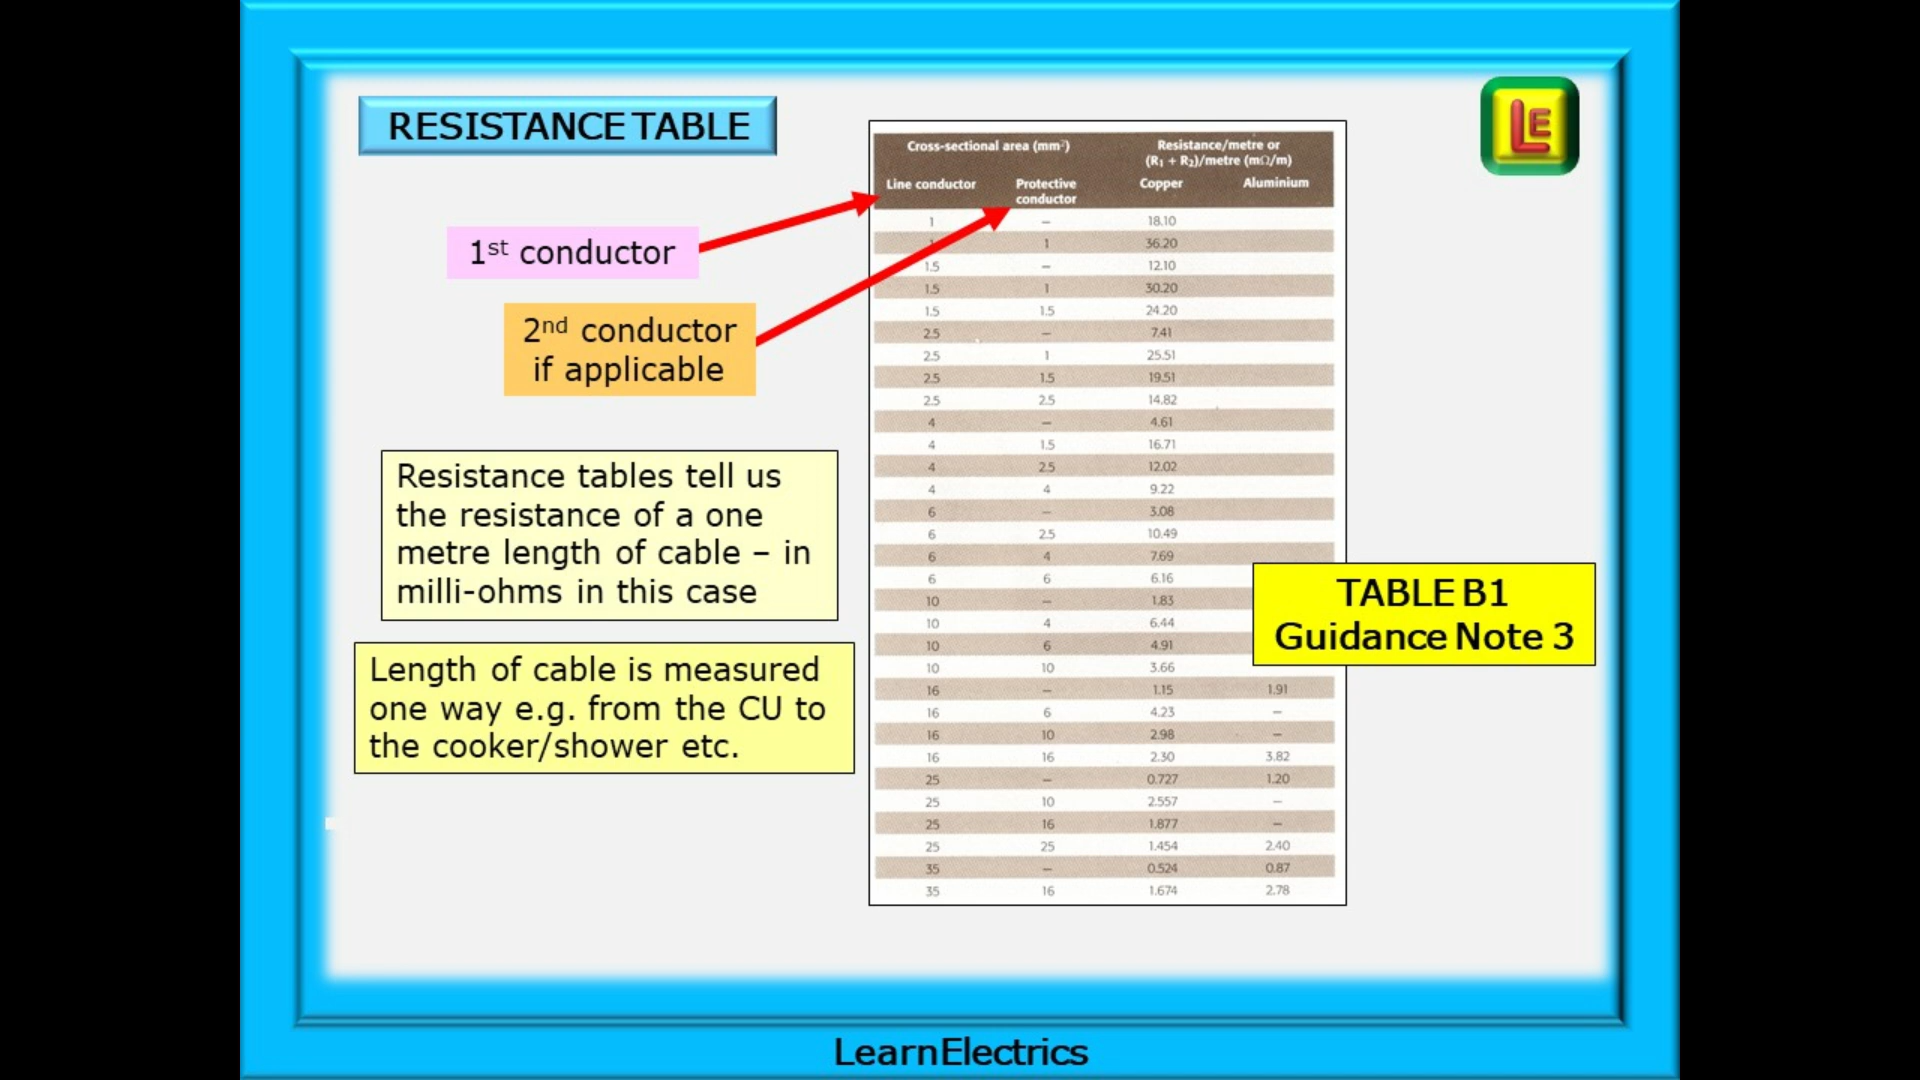 RESISTANCE TABLE
LE
1st conductor
2nd conductor
if applicable
Resistance tables tell us
the resistance of a one
metre length of cable – in
milli-ohms in this case
Length of cable is measured
one way e.g. from the CU to
the cooker/shower etc.
Cross-sectional area (mm²) Resistance/metre or
(R₁ + R₂)/metre (mΩ/m)
Line conductor Protective Copper Aluminium
conductor
1 – 18.10
1 1 36.20
1.5 – 12.10
1.5 1 30.20
1.5 1.5 24.20
2.5 – 7.41
2.5 1 25.51
2.5 1.5 19.51
2.5 2.5 14.82
4 – 4.61
4 1.5 16.71
4 2.5 12.02
4 4 9.22
6 – 3.08
6 2.5 10.49
6 4 7.69
6 6 6.16
10 – 1.83
10 4 6.44
10 6 4.91
10 10 3.66
16 – 1.15 1.91
16 6 4.23 –
16 10 2.98 –
16 16 2.30 3.82
25 – 0.727 1.20
25 10 2.557 –
25 16 1.877 –
25 25 1.454 2.40
35 – 0.524 0.87
35 16 1.674 2.78
TABLE B1
Guidance Note 3
LearnElectrics